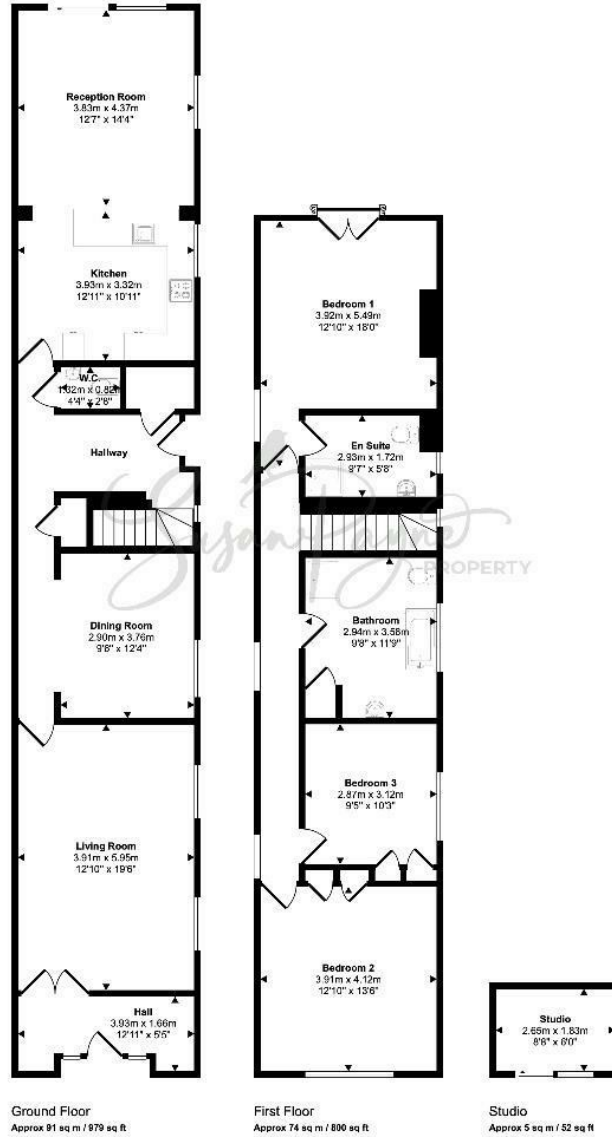 Reception Room
3.83m x 4.37m
12'7" x 14'4"
Kitchen
3.93m x 3.32m
12'11" x 10'11"
W.C.
1.32m x 0.82m
4'4" x 2'8"
Hallway
Dining Room
2.90m x 3.76m
9'6" x 12'4"
Living Room
3.91m x 5.95m
12'10" x 19'6"
Hall
3.93m x 1.66m
12'11" x 5'5"
Ground Floor
Approx 91 sq m / 979 sq ft
Bedroom 1
3.92m x 5.49m
12'10" x 18'0"
En Suite
2.93m x 1.72m
9'7" x 5'8"
Bathroom
2.94m x 3.58m
9'8" x 11'9"
Bedroom 3
2.87m x 3.12m
9'5" x 10'3"
Bedroom 2
3.91m x 4.12m
12'10" x 13'6"
First Floor
Approx 74 sq m / 800 sq ft
Studio
2.65m x 1.83m
8'8" x 6'0"
Studio
Approx 5 sq m / 52 sq ft
Susan Payne
PROPERTY